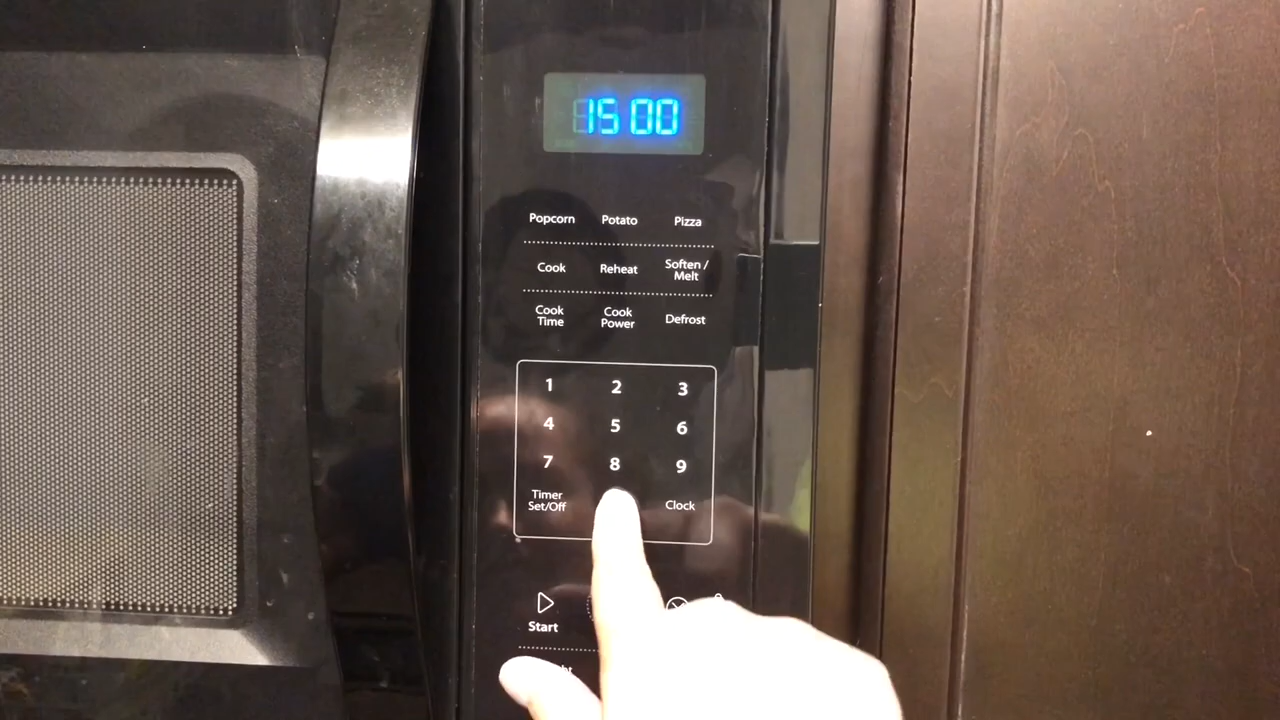 15 00
Popcorn Potato Pizza
Cook Reheat Soften /
Melt
Cook
Time Cook
Power Defrost
1 2 3
4 5 6
7 8 9
Timer
Set/Off Clock
Start